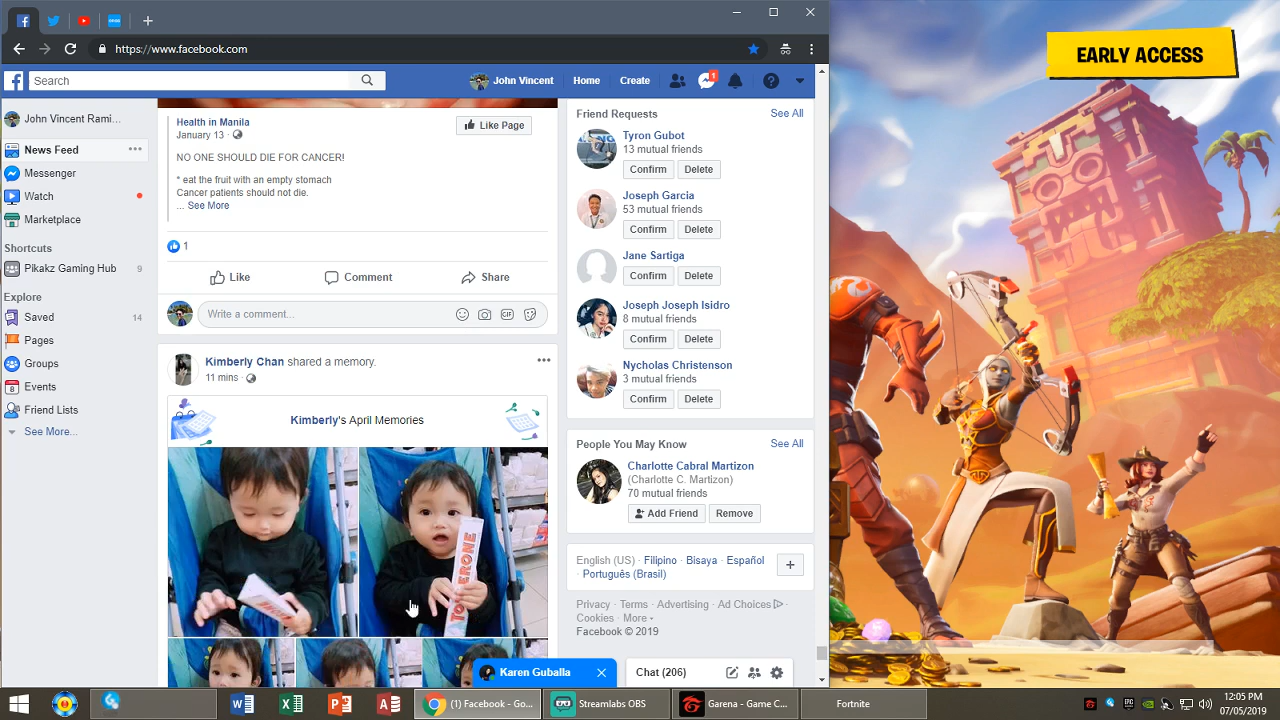 https://www.facebook.com
Search
John Vincent
Home
Create
1
John Vincent Rami...
News Feed
Messenger
Watch
Marketplace
Shortcuts
Pikakz Gaming Hub 9
Explore
Saved 14
Pages
Groups
8
Events
Friend Lists
See More...
Health in Manila
January 13 ·
Like Page
NO ONE SHOULD DIE FOR CANCER!
* eat the fruit with an empty stomach
Cancer patients should not die.
... See More
1
Like
Comment
Share
Write a comment...
GIF
Kimberly Chan shared a memory.
11 mins ·
Kimberly's April Memories
TOBLERONE
Friend Requests
See All
Tyron Gubot
13 mutual friends
Confirm
Delete
Joseph Garcia
53 mutual friends
Confirm
Delete
Jane Sartiga
Confirm
Delete
Joseph Joseph Isidro
8 mutual friends
Confirm
Delete
Nycholas Christenson
3 mutual friends
Confirm
Delete
People You May Know
See All
Charlotte Cabral Martizon
(Charlotte C. Martizon)
70 mutual friends
Add Friend
Remove
English (US) · Filipino · Bisaya · Español
· Português (Brasil)
Privacy · Terms · Advertising · Ad Choices ·
Cookies · More
Facebook © 2019
Karen Guballa
Chat (206)
EARLY ACCESS
(1) Facebook - Go...
Streamlabs OBS
Garena - Game C...
Fortnite
12:05 PM
07/05/2019